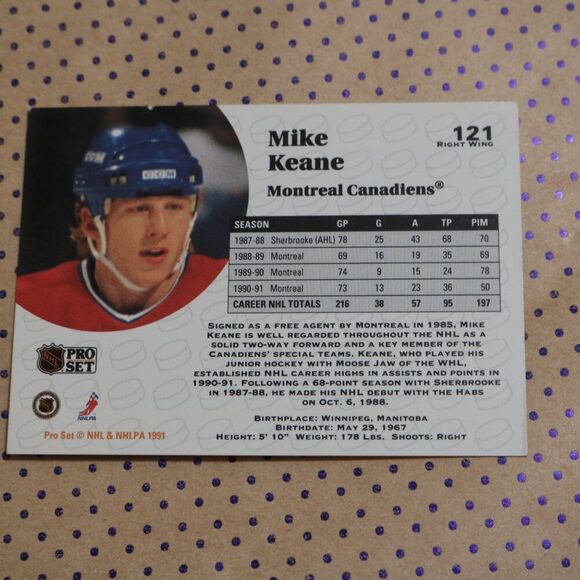 Mike
Keane
121
RIGHT WING
Montreal Canadiens®
CCM
SEASON GP G A TP PIM
1987-88 Sherbrooke (AHL) 78 25 43 68 70
1988-89 Montreal 69 16 19 35 69
1989-90 Montreal 74 9 15 24 78
1990-91 Montreal 73 13 23 36 50
CAREER NHL TOTALS 216 38 57 95 197
SIGNED AS A FREE AGENT BY MONTREAL IN 1985, MIKE
KEANE IS WELL REGARDED THROUGHOUT THE NHL AS
A SOLID TWO-WAY FORWARD AND A KEY MEMBER OF THE
CANADIENS' SPECIAL TEAMS. KEANE, WHO PLAYED HIS
JUNIOR HOCKEY WITH MOOSE JAW OF THE WHL,
ESTABLISHED NHL CAREER HIGHS IN ASSISTS AND POINTS IN
1990-91. FOLLOWING A 68-POINT SEASON WITH SHERBROOKE
IN 1987-88, HE MADE HIS NHL DEBUT WITH THE HABS
ON OCT. 6, 1988.
BIRTHPLACE: WINNIPEG, MANITOBA
BIRTHDATE: MAY 29, 1967
HEIGHT: 5' 10" WEIGHT: 178 LBS. SHOOTS: RIGHT
NHL
PRO
SET
NHLPA
Pro Set © NHL & NHLPA 1991